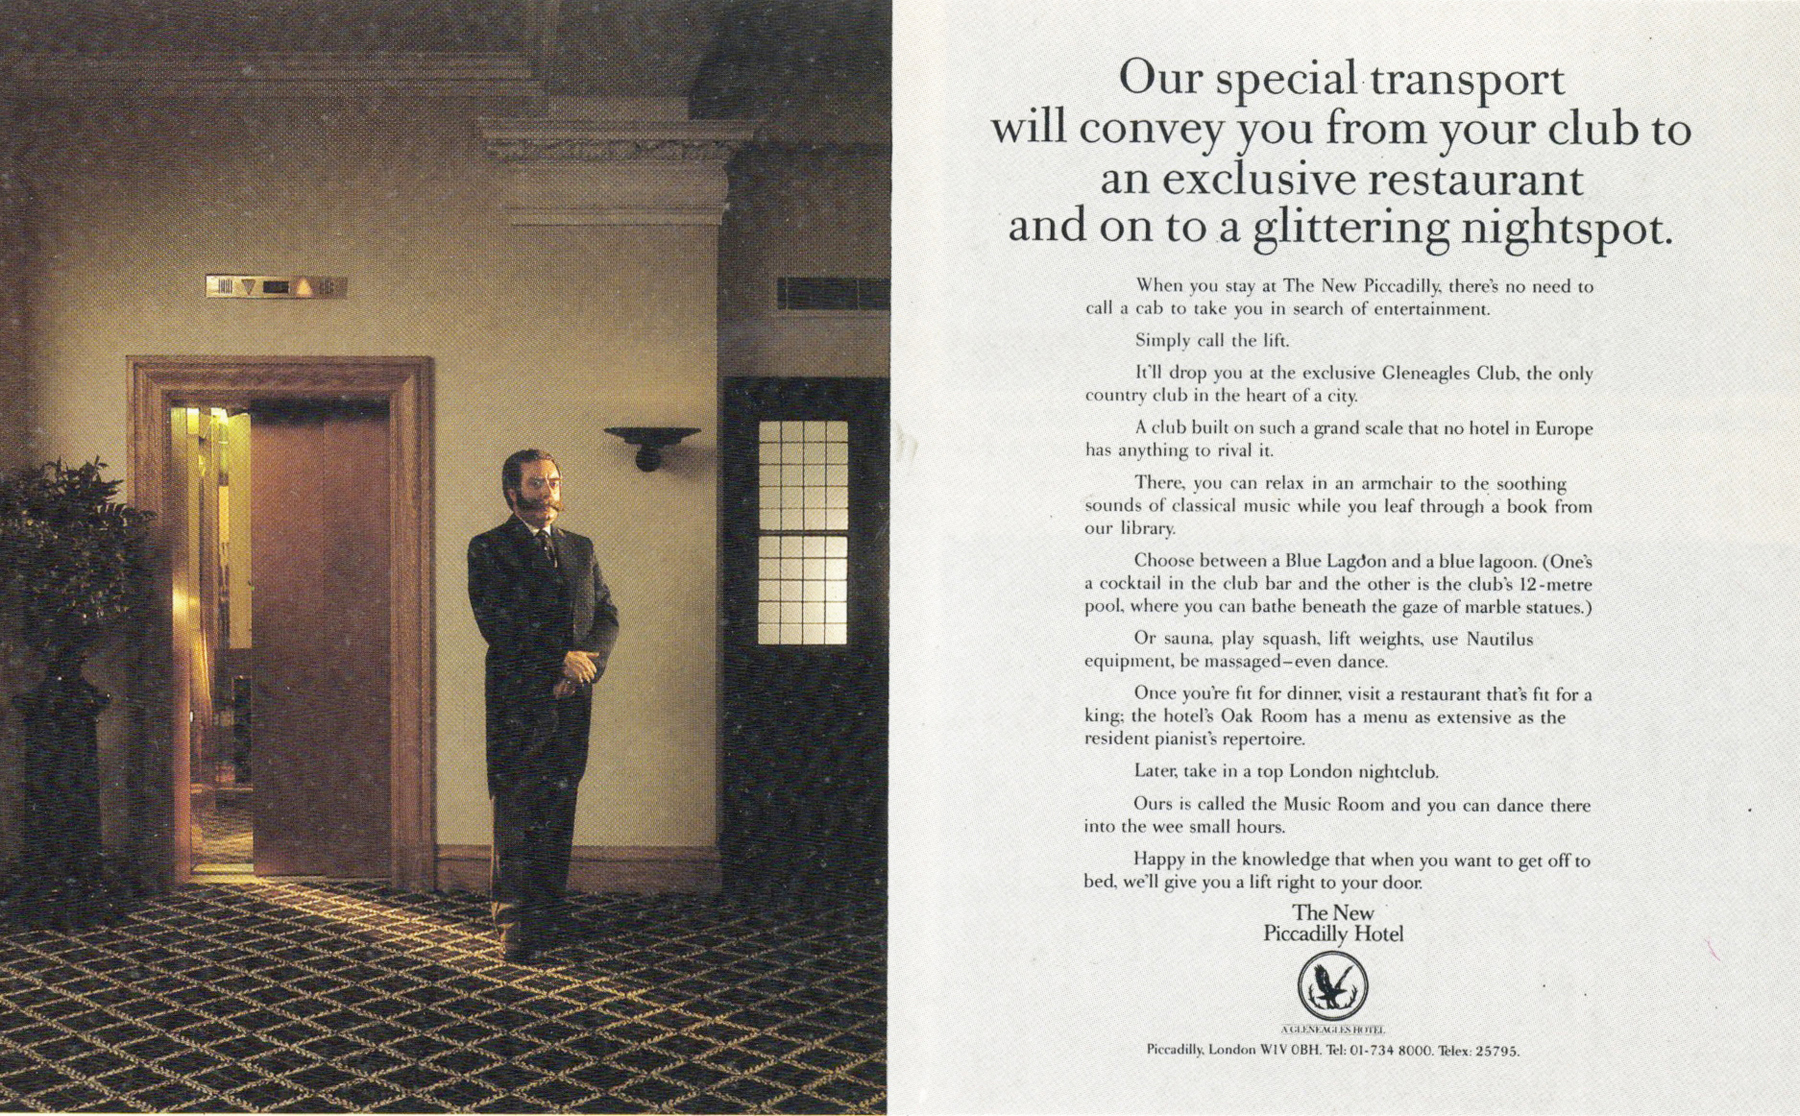 Our special transport
will convey you from your club to
an exclusive restaurant
and on to a glittering nightspot.
When you stay at The New Piccadilly, there's no need to
call a cab to take you in search of entertainment.
Simply call the lift.
It'll drop you at the exclusive Gleneagles Club, the only
country club in the heart of a city.
A club built on such a grand scale that no hotel in Europe
has anything to rival it.
There, you can relax in an armchair to the soothing
sounds of classical music while you leaf through a book from
our library.
Choose between a Blue Lagoon and a blue lagoon. (One's
a cocktail in the club bar and the other is the club's 12-metre
pool, where you can bathe beneath the gaze of marble statues.)
Or sauna, play squash, lift weights, use Nautilus
equipment, be massaged–even dance.
Once you're fit for dinner, visit a restaurant that's fit for a
king; the hotel's Oak Room has a menu as extensive as the
resident pianist's repertoire.
Later, take in a top London nightclub.
Ours is called the Music Room and you can dance there
into the wee small hours.
Happy in the knowledge that when you want to get off to
bed, we'll give you a lift right to your door.
The New
Piccadilly Hotel
A GLENEAGLES HOTEL
Piccadilly, London W1V 0BH. Tel: 01-734 8000. Telex: 25795.